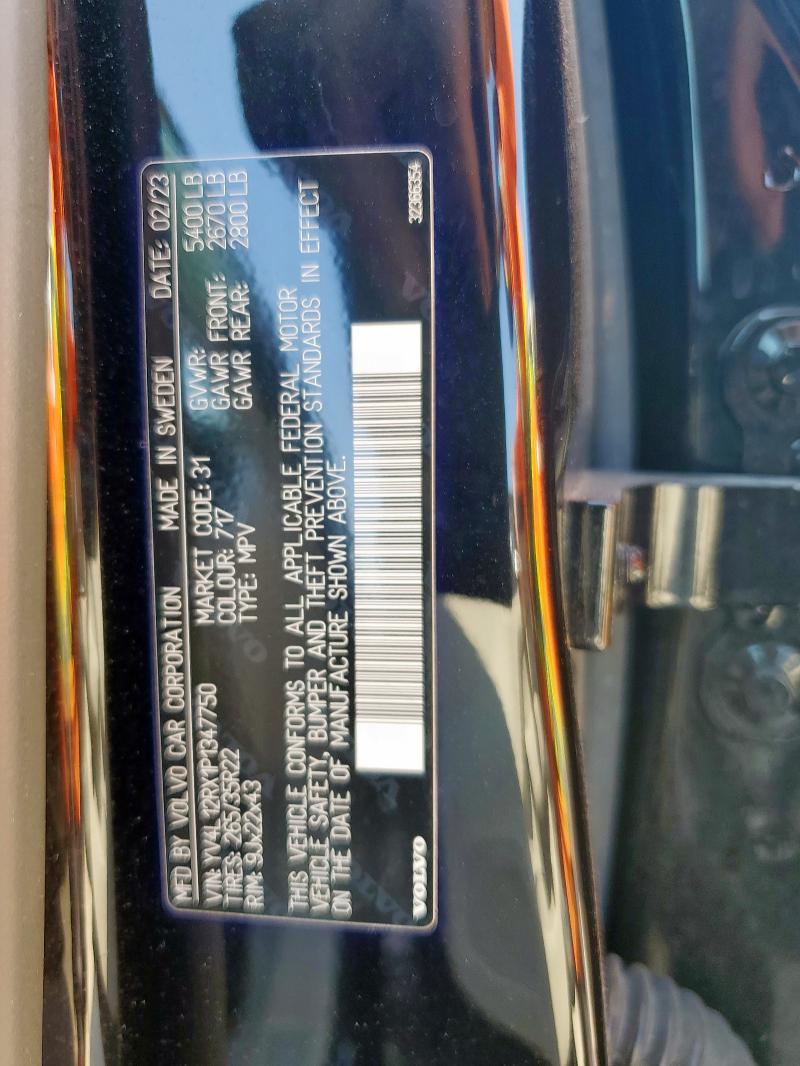 MFD BY VOLVO CAR CORPORATION MADE IN SWEDEN DATE: 02/23
VIN: YV4L12RX1P1347750 MARKET CODE: 31 GVWR: 5400 LB
TIRES: 265/35R22 COLOUR: 717 GAWR FRONT: 2670 LB
RIM: 9Jx22x43 TYPE: MPV GAWR REAR: 2800 LB
THIS VEHICLE CONFORMS TO ALL APPLICABLE FEDERAL MOTOR
VEHICLE SAFETY, BUMPER AND THEFT PREVENTION STANDARDS IN EFFECT
ON THE DATE OF MANUFACTURE SHOWN ABOVE.
VOLVO 32365354